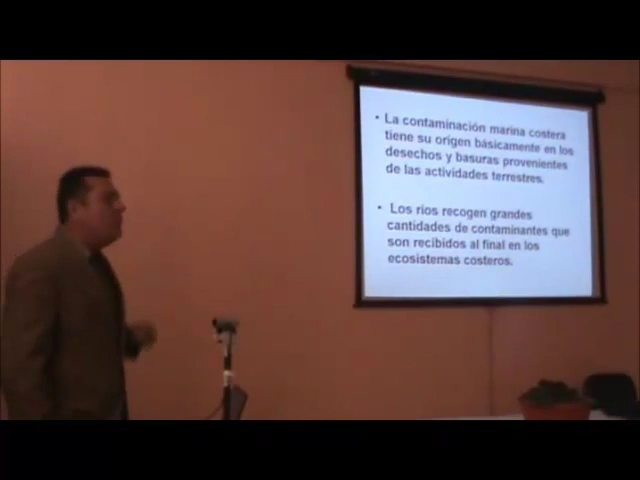 • La contaminación marina costera
tiene su origen básicamente en los
desechos y basuras provenientes
de las actividades terrestres.
• Los rios recogen grandes
cantidades de contaminantes que
son recibidos al final en los
ecosistemas costeros.